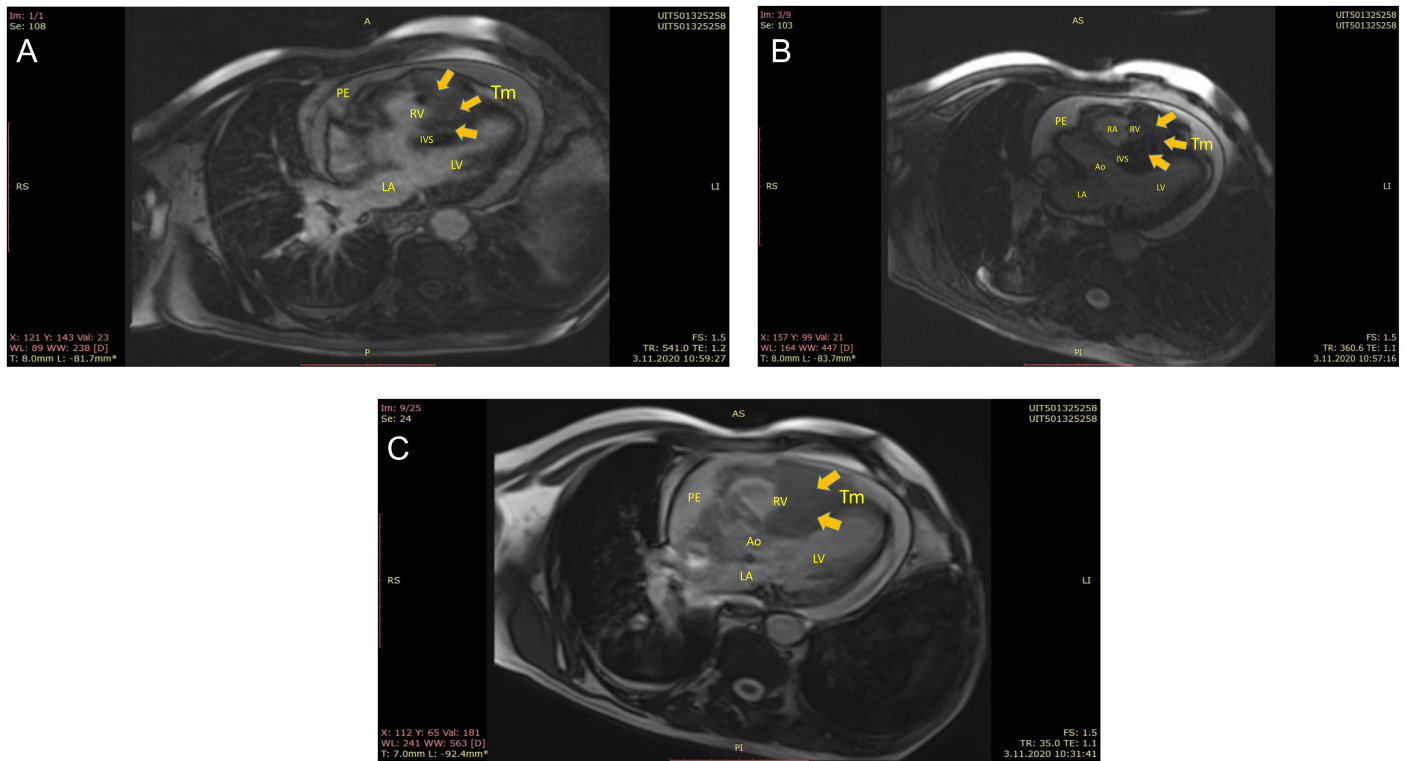 Im: 1/1
Se: 108
A
UIT501325258
UIT501325258
A
PE
RV
Tm
IVS
LV
LA
RS
LI
X: 121 Y: 143 Val: 23
WL: 89 WW: 238 [D]
T: 8.0mm L: -81.7mm*
P
FS: 1.5
TR: 541.0 TE: 1.2
3.11.2020 10:59:27
Im: 3/9
Se: 103
AS
UIT501325258
UIT501325258
B
PE
RA
RV
Tm
IVS
Ao
LV
LA
RS
LI
X: 157 Y: 99 Val: 21
WL: 164 WW: 447 [D]
T: 8.0mm L: -83.7mm*
PI
FS: 1.5
TR: 360.6 TE: 1.1
3.11.2020 10:57:16
Im: 9/25
Se: 24
AS
UIT501325258
UIT501325258
C
PE
RV
Tm
Ao
LV
LA
RS
LI
X: 112 Y: 65 Val: 181
WL: 241 WW: 563 [D]
T: 7.0mm L: -92.4mm*
PI
FS: 1.5
TR: 35.0 TE: 1.1
3.11.2020 10:31:41